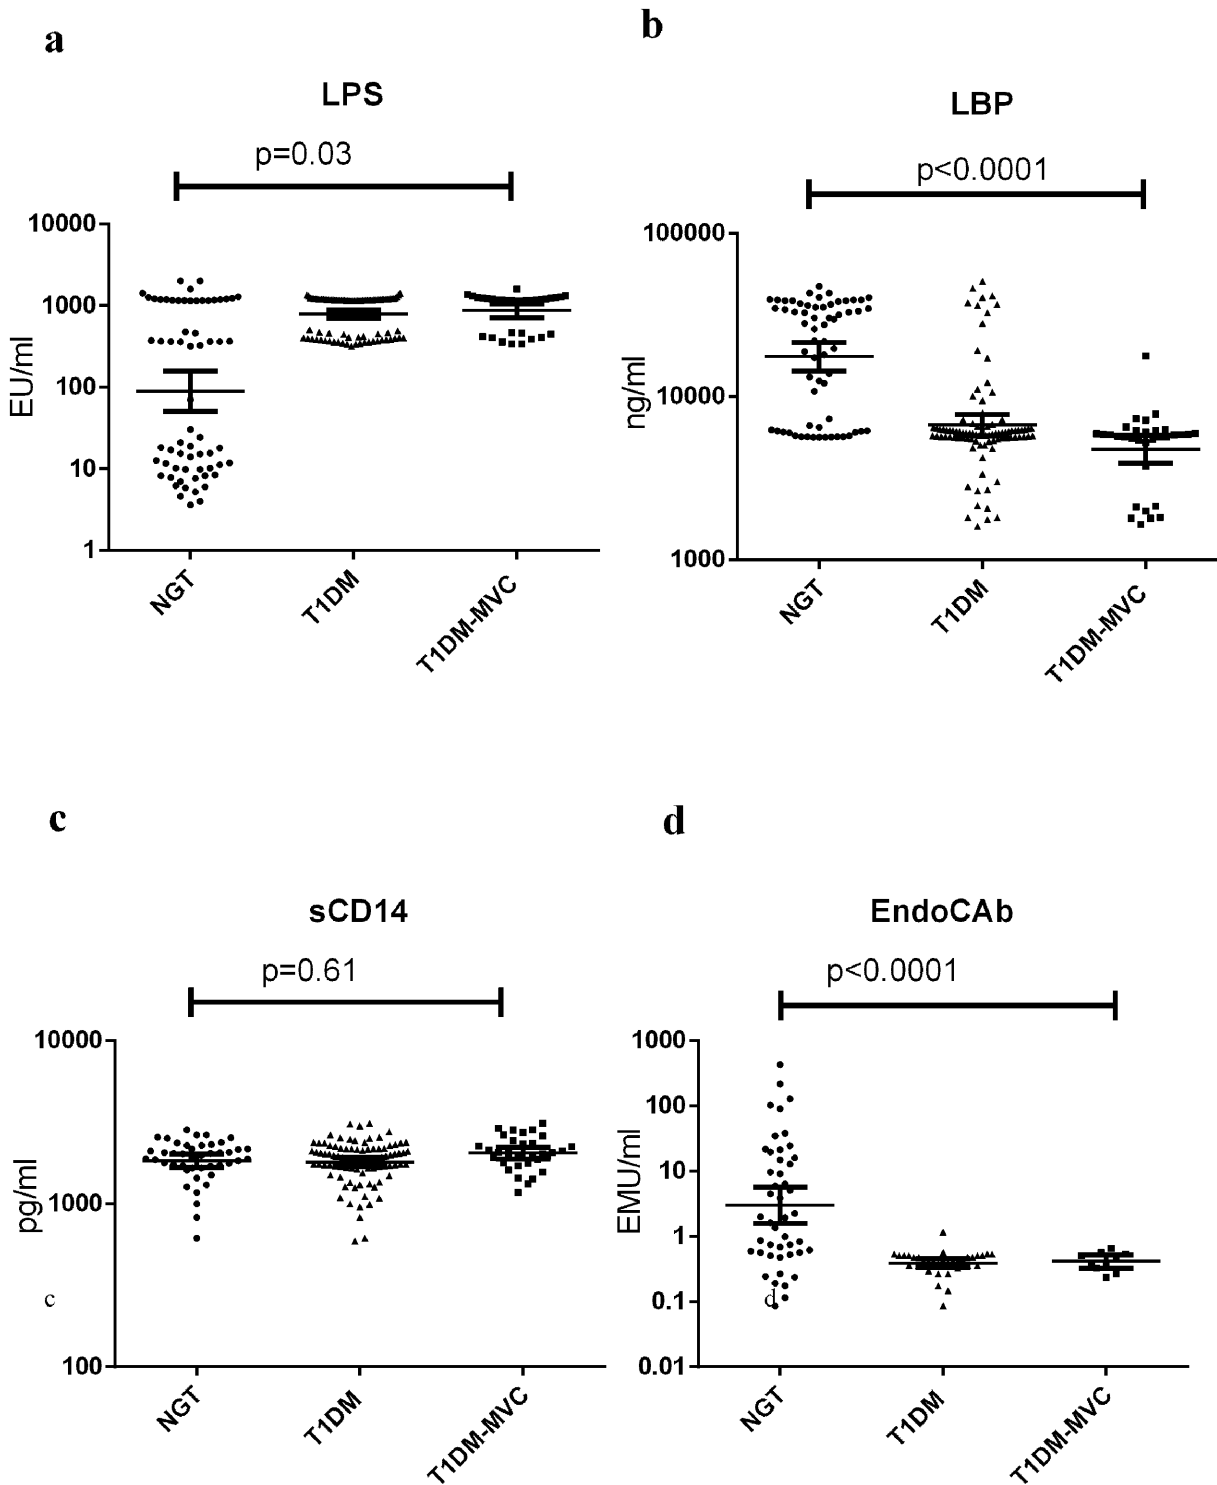 a
LPS
p=0.03
10000
1000
100
10
1
EU/ml
NGT
T1DM
T1DM-MVC
b
LBP
p<0.0001
100000
10000
1000
ng/ml
NGT
T1DM
T1DM-MVC
c
sCD14
p=0.61
10000
1000
100
pg/ml
c
NGT
T1DM
T1DM-MVC
d
EndoCAb
p<0.0001
1000
100
10
1
0.1
0.01
EMU/ml
d
NGT
T1DM
T1DM-MVC